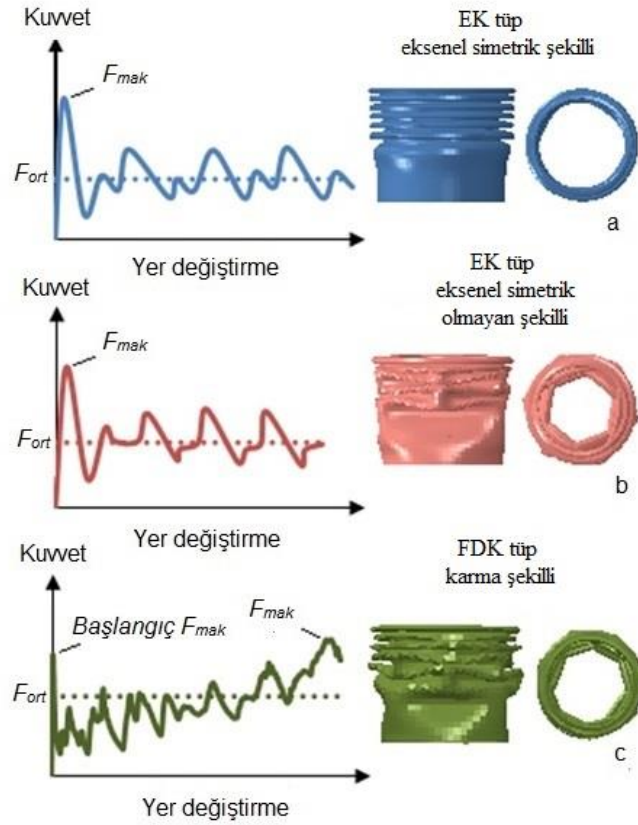 Kuvvet
Fmak
Fort
Yer değiştirme
EK tüp
eksenel simetrik şekilli
a
Kuvvet
Fmak
Fort
Yer değiştirme
EK tüp
eksenel simetrik
olmayan şekilli
b
Kuvvet
Başlangıç Fmak
Fmak
Fort
Yer değiştirme
FDK tüp
karma şekilli
c